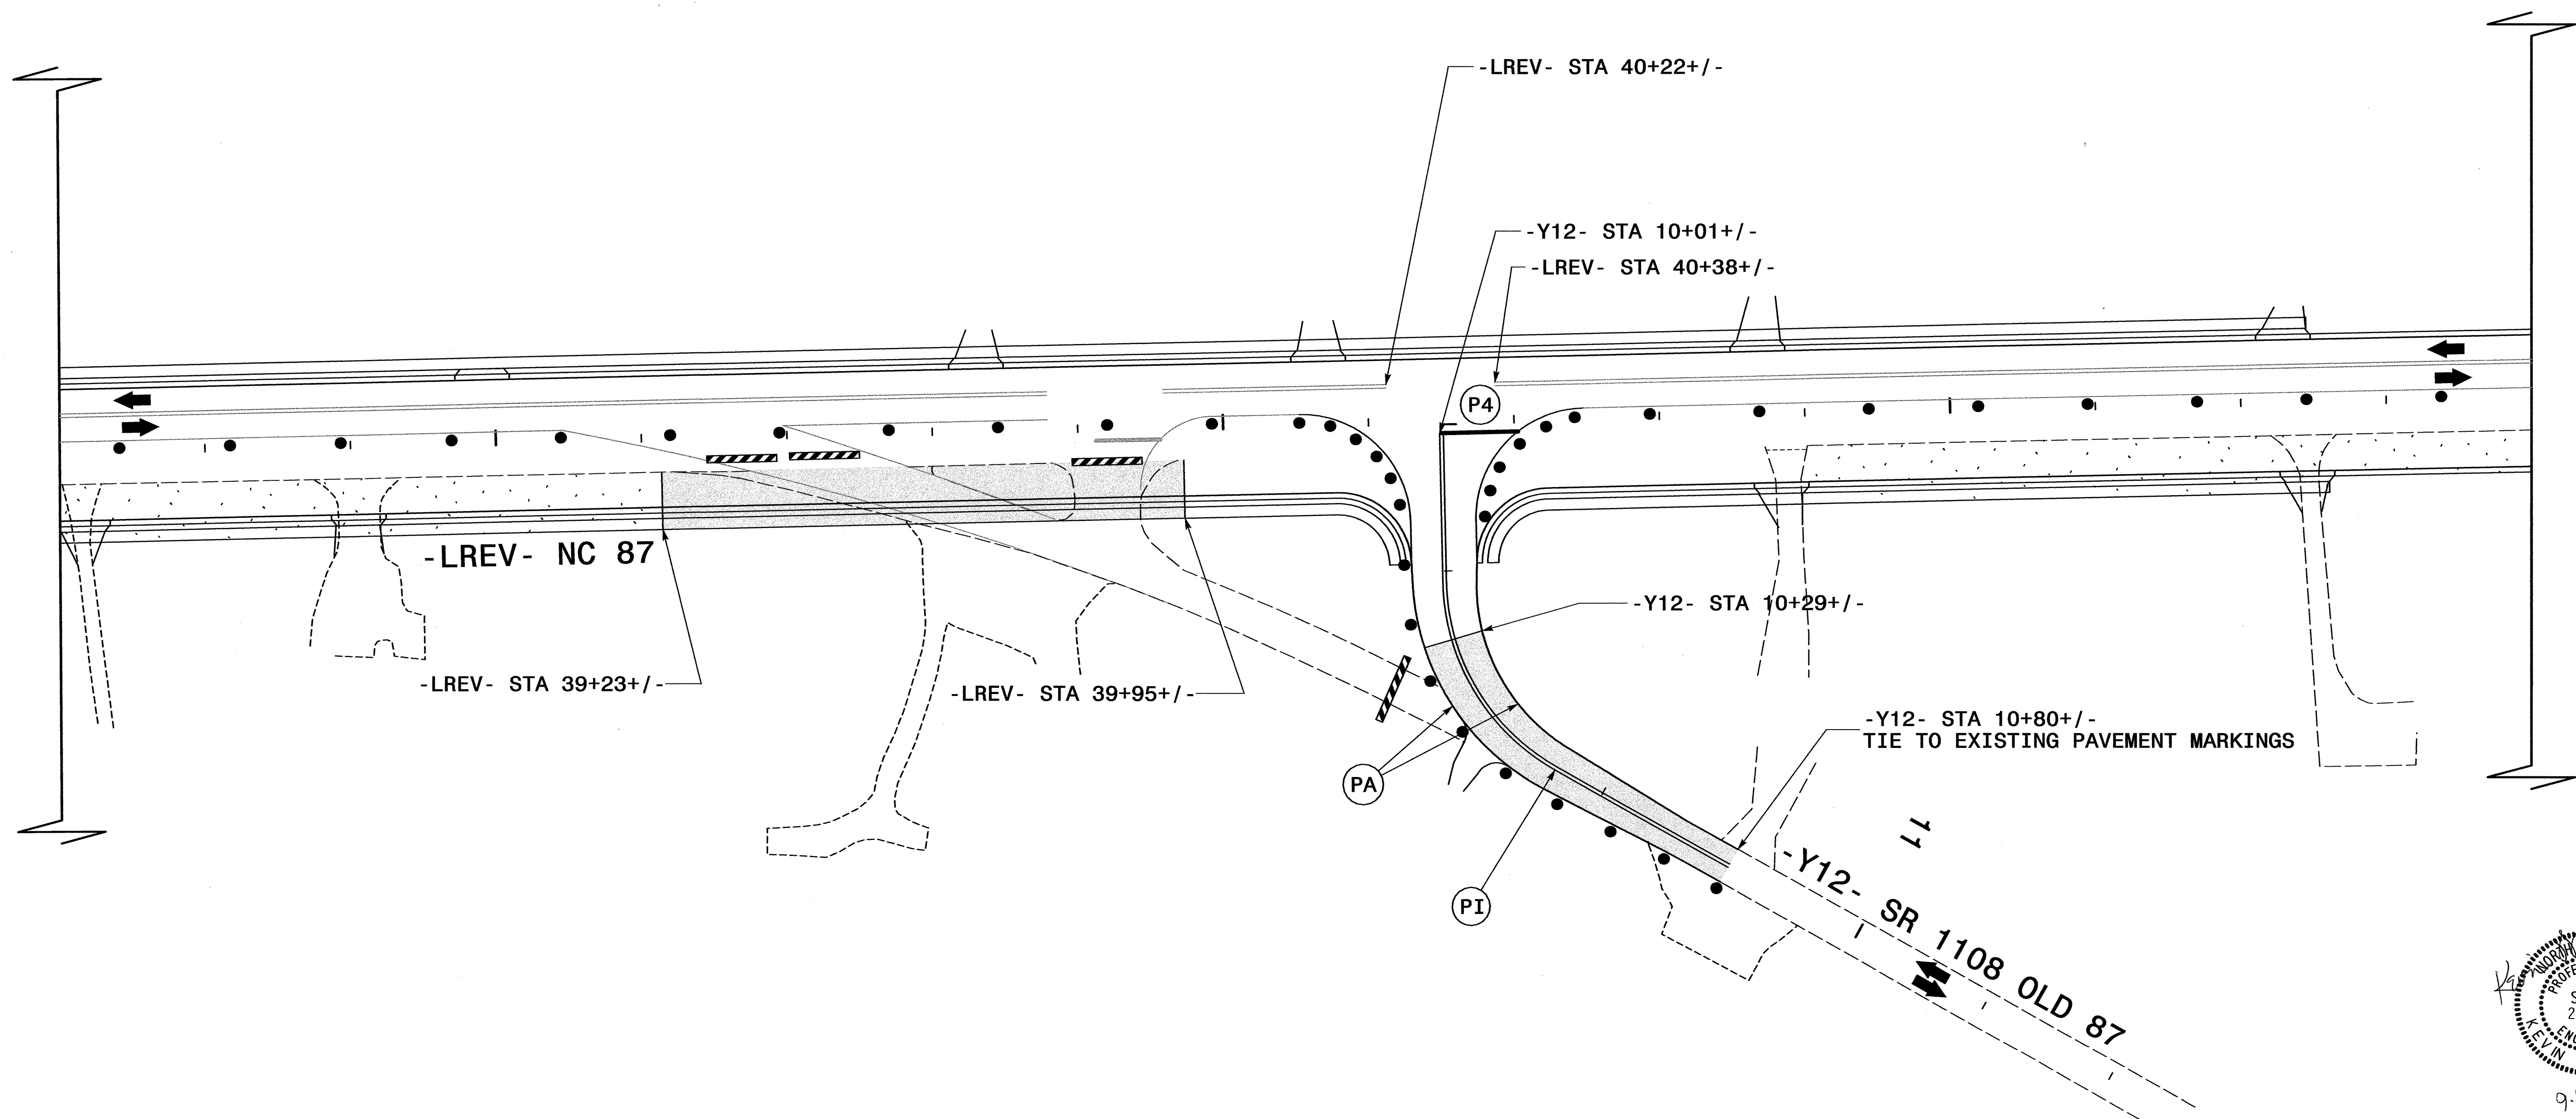 -LREV- STA 40+22+/-
-Y12- STA 10+01+/-
-LREV- STA 40+38+/-
P4
-LREV- NC 87
-Y12- STA 10+29+/-
-LREV- STA 39+23+/-
-LREV- STA 39+95+/-
-Y12- STA 10+80+/-
TIE TO EXISTING PAVEMENT MARKINGS
PA
PI
11
-Y12- SR 1108 OLD 87
KEVIN